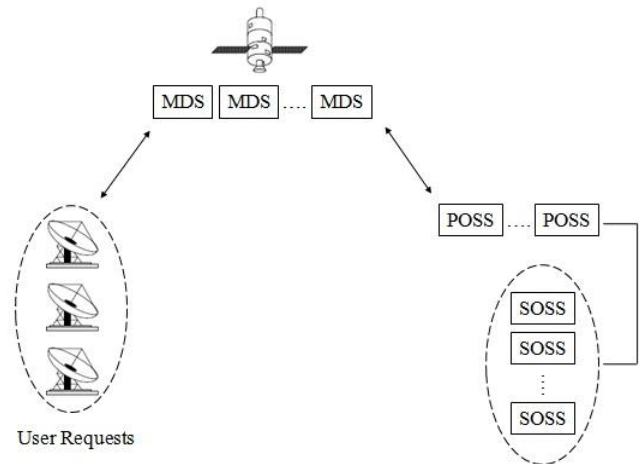 MDS MDS .... MDS
POSS ..... POSS
SOSS
SOSS
SOSS
User Requests